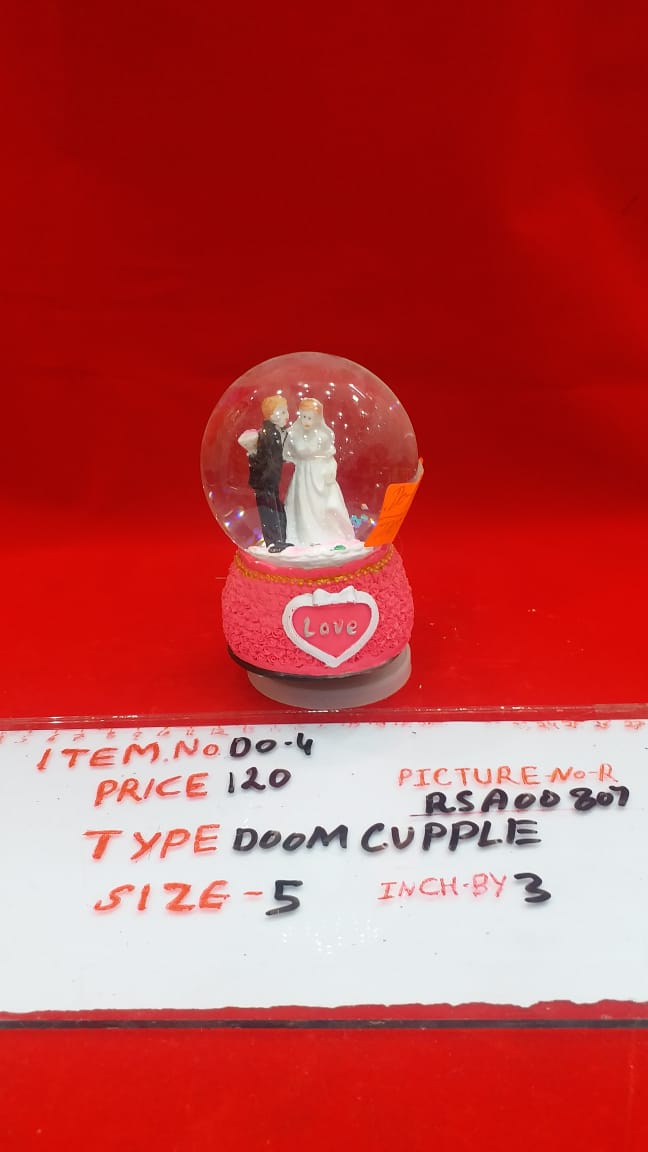 Love
ITEM.No DO-4
PRICE 120
PICTURE-No-R
RSA00807
TYPE DOOM CUPPLE
SIZE-5 INCH-BY 3